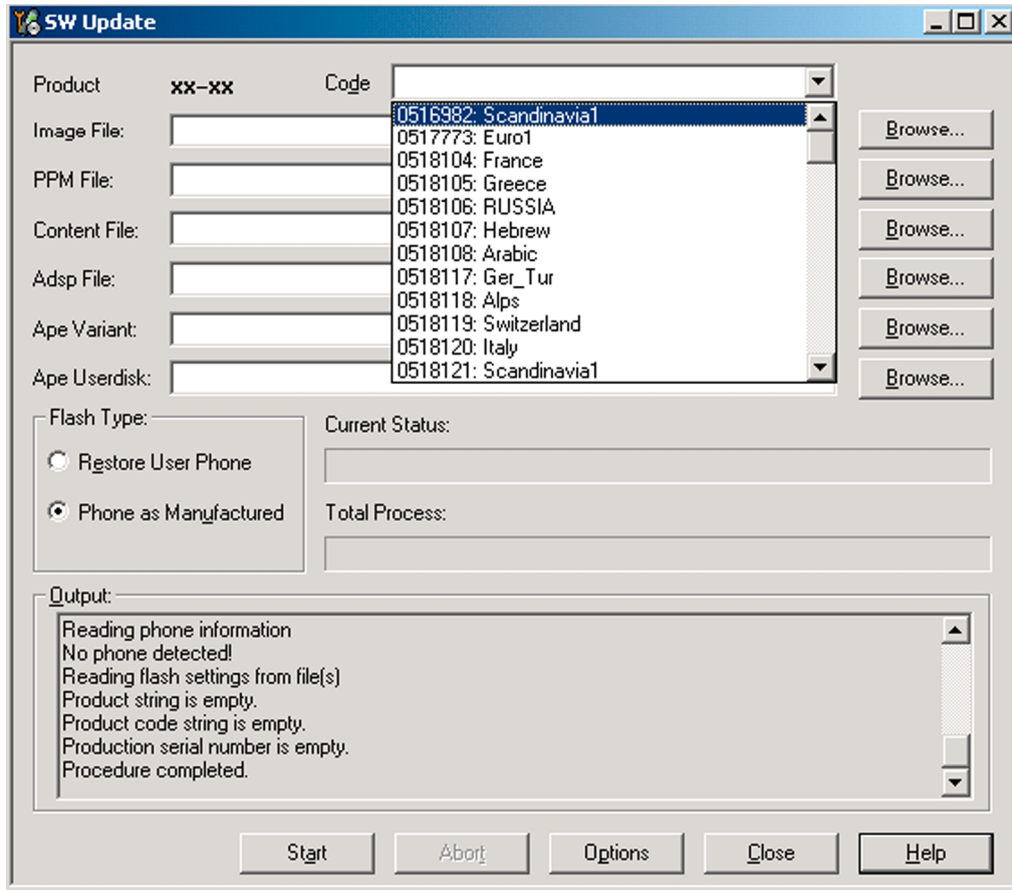 SW Update
Product xx-xx Code
0516982: Scandinavia1
0517773: Euro1
0518104: France
0518105: Greece
0518106: RUSSIA
0518107: Hebrew
0518108: Arabic
0518117: Ger_Tur
0518118: Alps
0518119: Switzerland
0518120: Italy
0518121: Scandinavia1
Image File: Browse...
PPM File: Browse...
Content File: Browse...
Adsp File: Browse...
Ape Variant: Browse...
Ape Userdisk: Browse...
Flash Type:
Restore User Phone
Phone as Manufactured
Current Status:
Total Process:
Output:
Reading phone information
No phone detected!
Reading flash settings from file(s)
Product string is empty.
Product code string is empty.
Production serial number is empty.
Procedure completed.
Start Abort Options Close Help